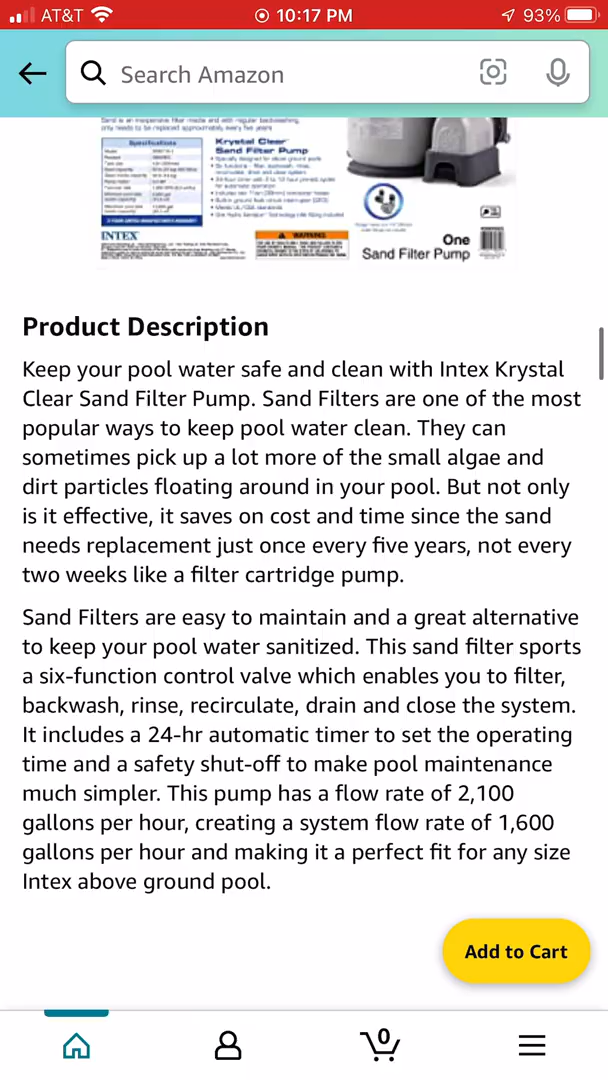 AT&T 10:17 PM 93%
Search Amazon
only needs to be replaced approximately every five years
Specifications
Krystal Clear
Sand Filter Pump
INTEX
WARNING
One
Sand Filter Pump
Product Description
Keep your pool water safe and clean with Intex Krystal
Clear Sand Filter Pump. Sand Filters are one of the most
popular ways to keep pool water clean. They can
sometimes pick up a lot more of the small algae and
dirt particles floating around in your pool. But not only
is it effective, it saves on cost and time since the sand
needs replacement just once every five years, not every
two weeks like a filter cartridge pump.
Sand Filters are easy to maintain and a great alternative
to keep your pool water sanitized. This sand filter sports
a six-function control valve which enables you to filter,
backwash, rinse, recirculate, drain and close the system.
It includes a 24-hr automatic timer to set the operating
time and a safety shut-off to make pool maintenance
much simpler. This pump has a flow rate of 2,100
gallons per hour, creating a system flow rate of 1,600
gallons per hour and making it a perfect fit for any size
Intex above ground pool.
Add to Cart
0